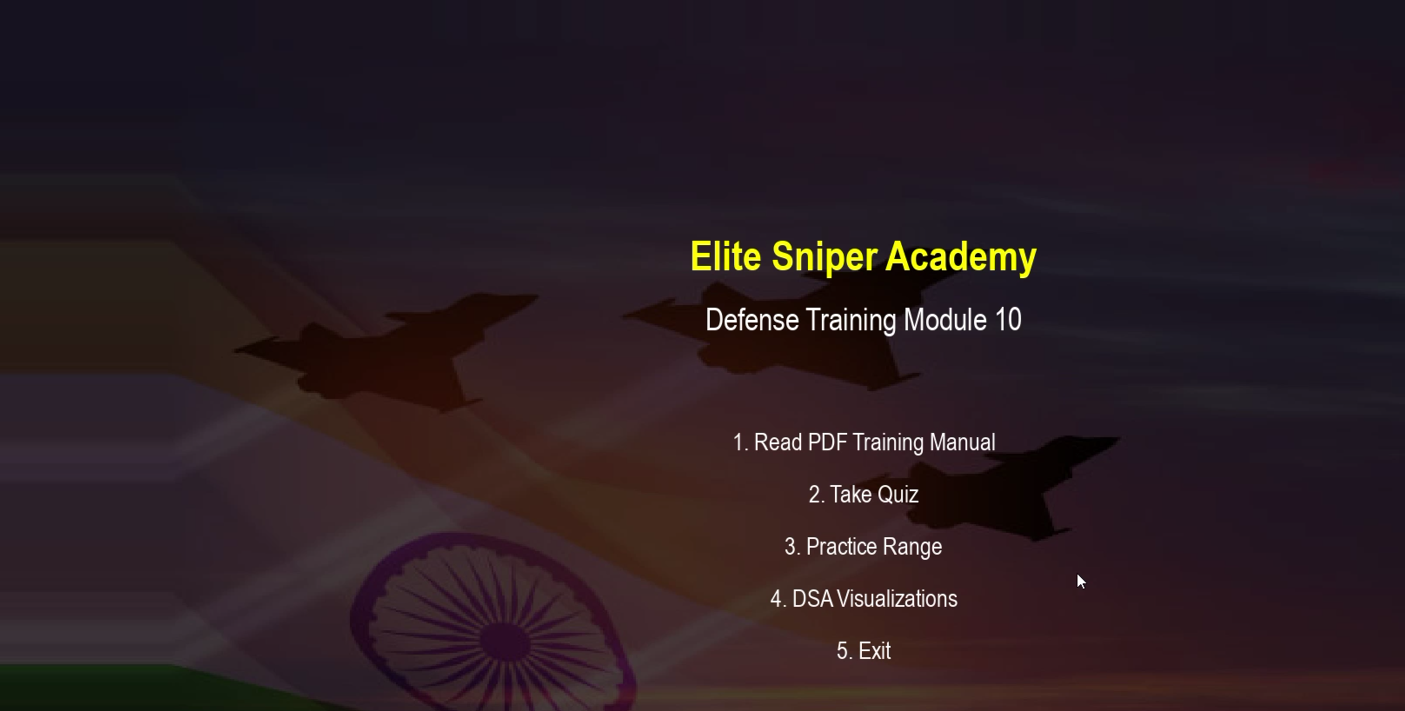 Elite Sniper Academy
Defense Training Module 10
1. Read PDF Training Manual
2. Take Quiz
3. Practice Range
4. DSA Visualizations
5. Exit